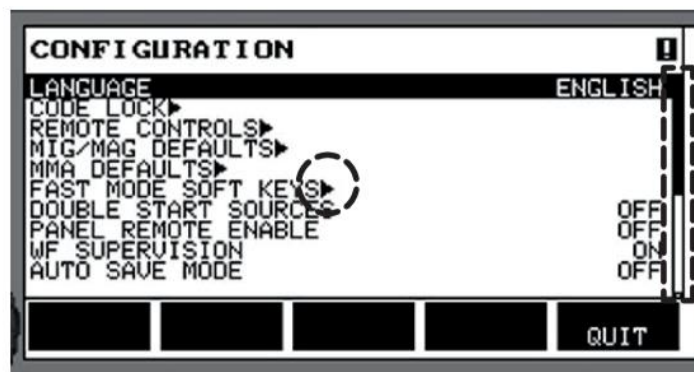 CONFIGURATION
LANGUAGE ENGLISH
CODE LOCK▶
REMOTE CONTROLS▶
MIG/MAG DEFAULTS▶
MMA DEFAULTS▶
FAST MODE SOFT KEYS▶
DOUBLE START SOURCES OFF
PANEL REMOTE ENABLE OFF
WF SUPERVISION ON
AUTO SAVE MODE OFF
QUIT